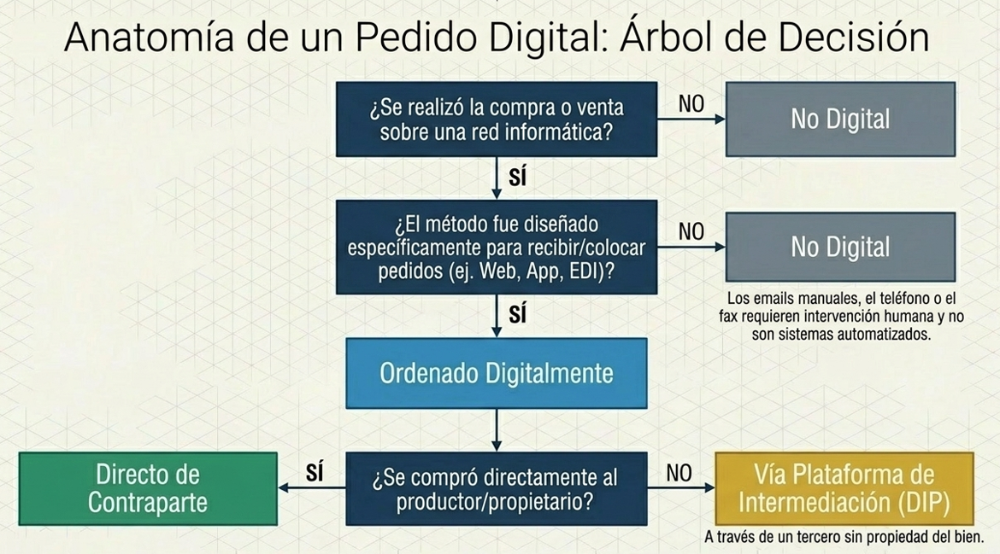 Anatomía de un Pedido Digital: Árbol de Decisión
¿Se realizó la compra o venta
sobre una red informática?
NO
No Digital
SÍ
¿El método fue diseñado
específicamente para recibir/colocar
pedidos (ej. Web, App, EDI)?
NO
No Digital
Los emails manuales, el teléfono o el
fax requieren intervención humana y no
son sistemas automatizados.
SÍ
Ordenado Digitalmente
¿Se compró directamente al
productor/propietario?
SÍ
Directo de
Contraparte
NO
Vía Plataforma de
Intermediación (DIP)
A través de un tercero sin propiedad del bien.